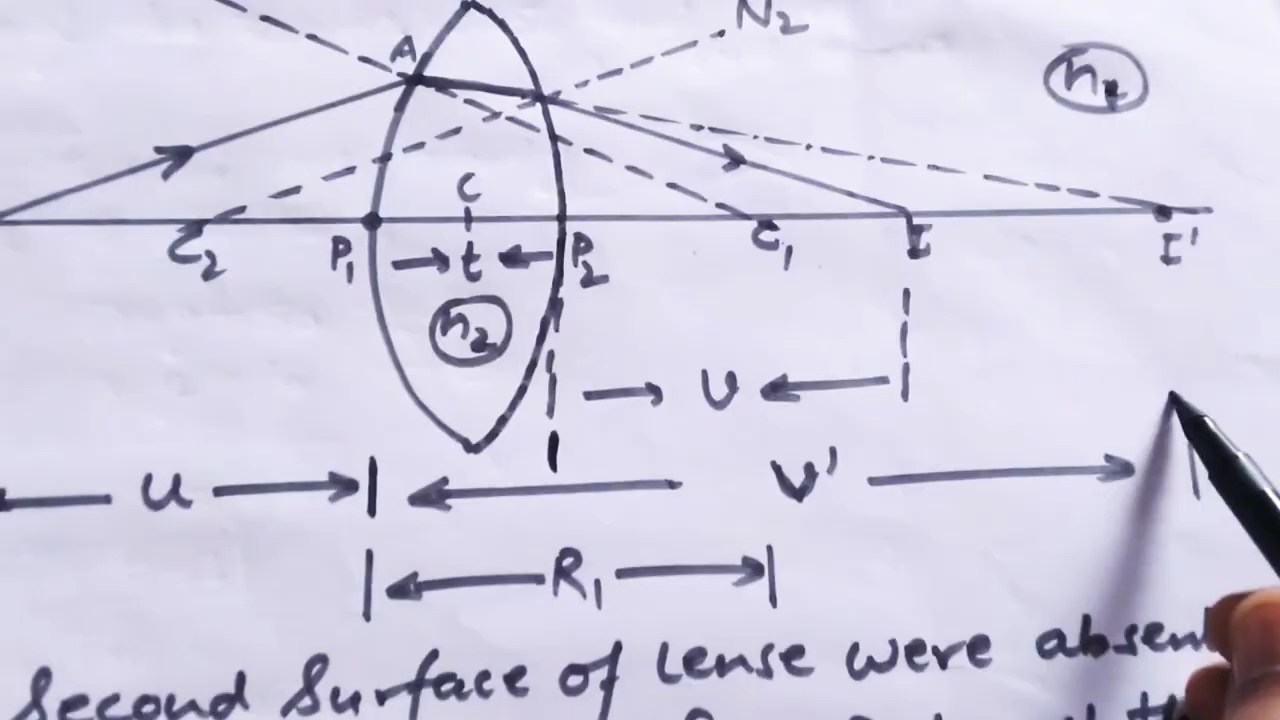 N₂
A
n₁
C
C₂ P₁ t P₂ C₁ I I'
n₂
υ
u v'
R₁
Second Surface of lense were absen